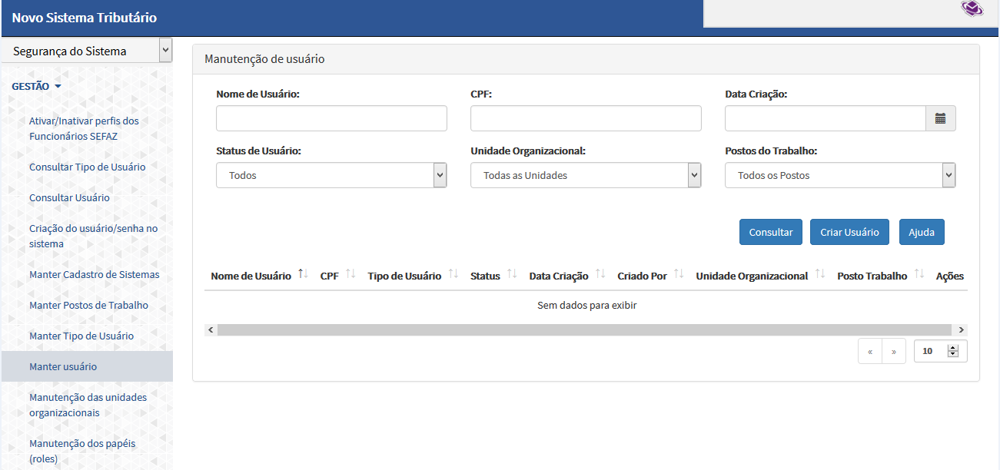 Novo Sistema Tributário
Segurança do Sistema
GESTÃO
Ativar/Inativar perfis dos
Funcionários SEFAZ
Consultar Tipo de Usuário
Consultar Usuário
Criação do usuário/senha no
sistema
Manter Cadastro de Sistemas
Manter Postos de Trabalho
Manter Tipo de Usuário
Manter usuário
Manutenção das unidades
organizacionais
Manutenção dos papéis
(roles)
Manutenção de usuário
Nome de Usuário: CPF: Data Criação:
Status de Usuário: Unidade Organizacional: Postos do Trabalho:
Todos Todas as Unidades Todos os Postos
Consultar Criar Usuário Ajuda
Nome de Usuário CPF Tipo de Usuário Status Data Criação Criado Por Unidade Organizacional Posto Trabalho Ações
Sem dados para exibir
« » 10